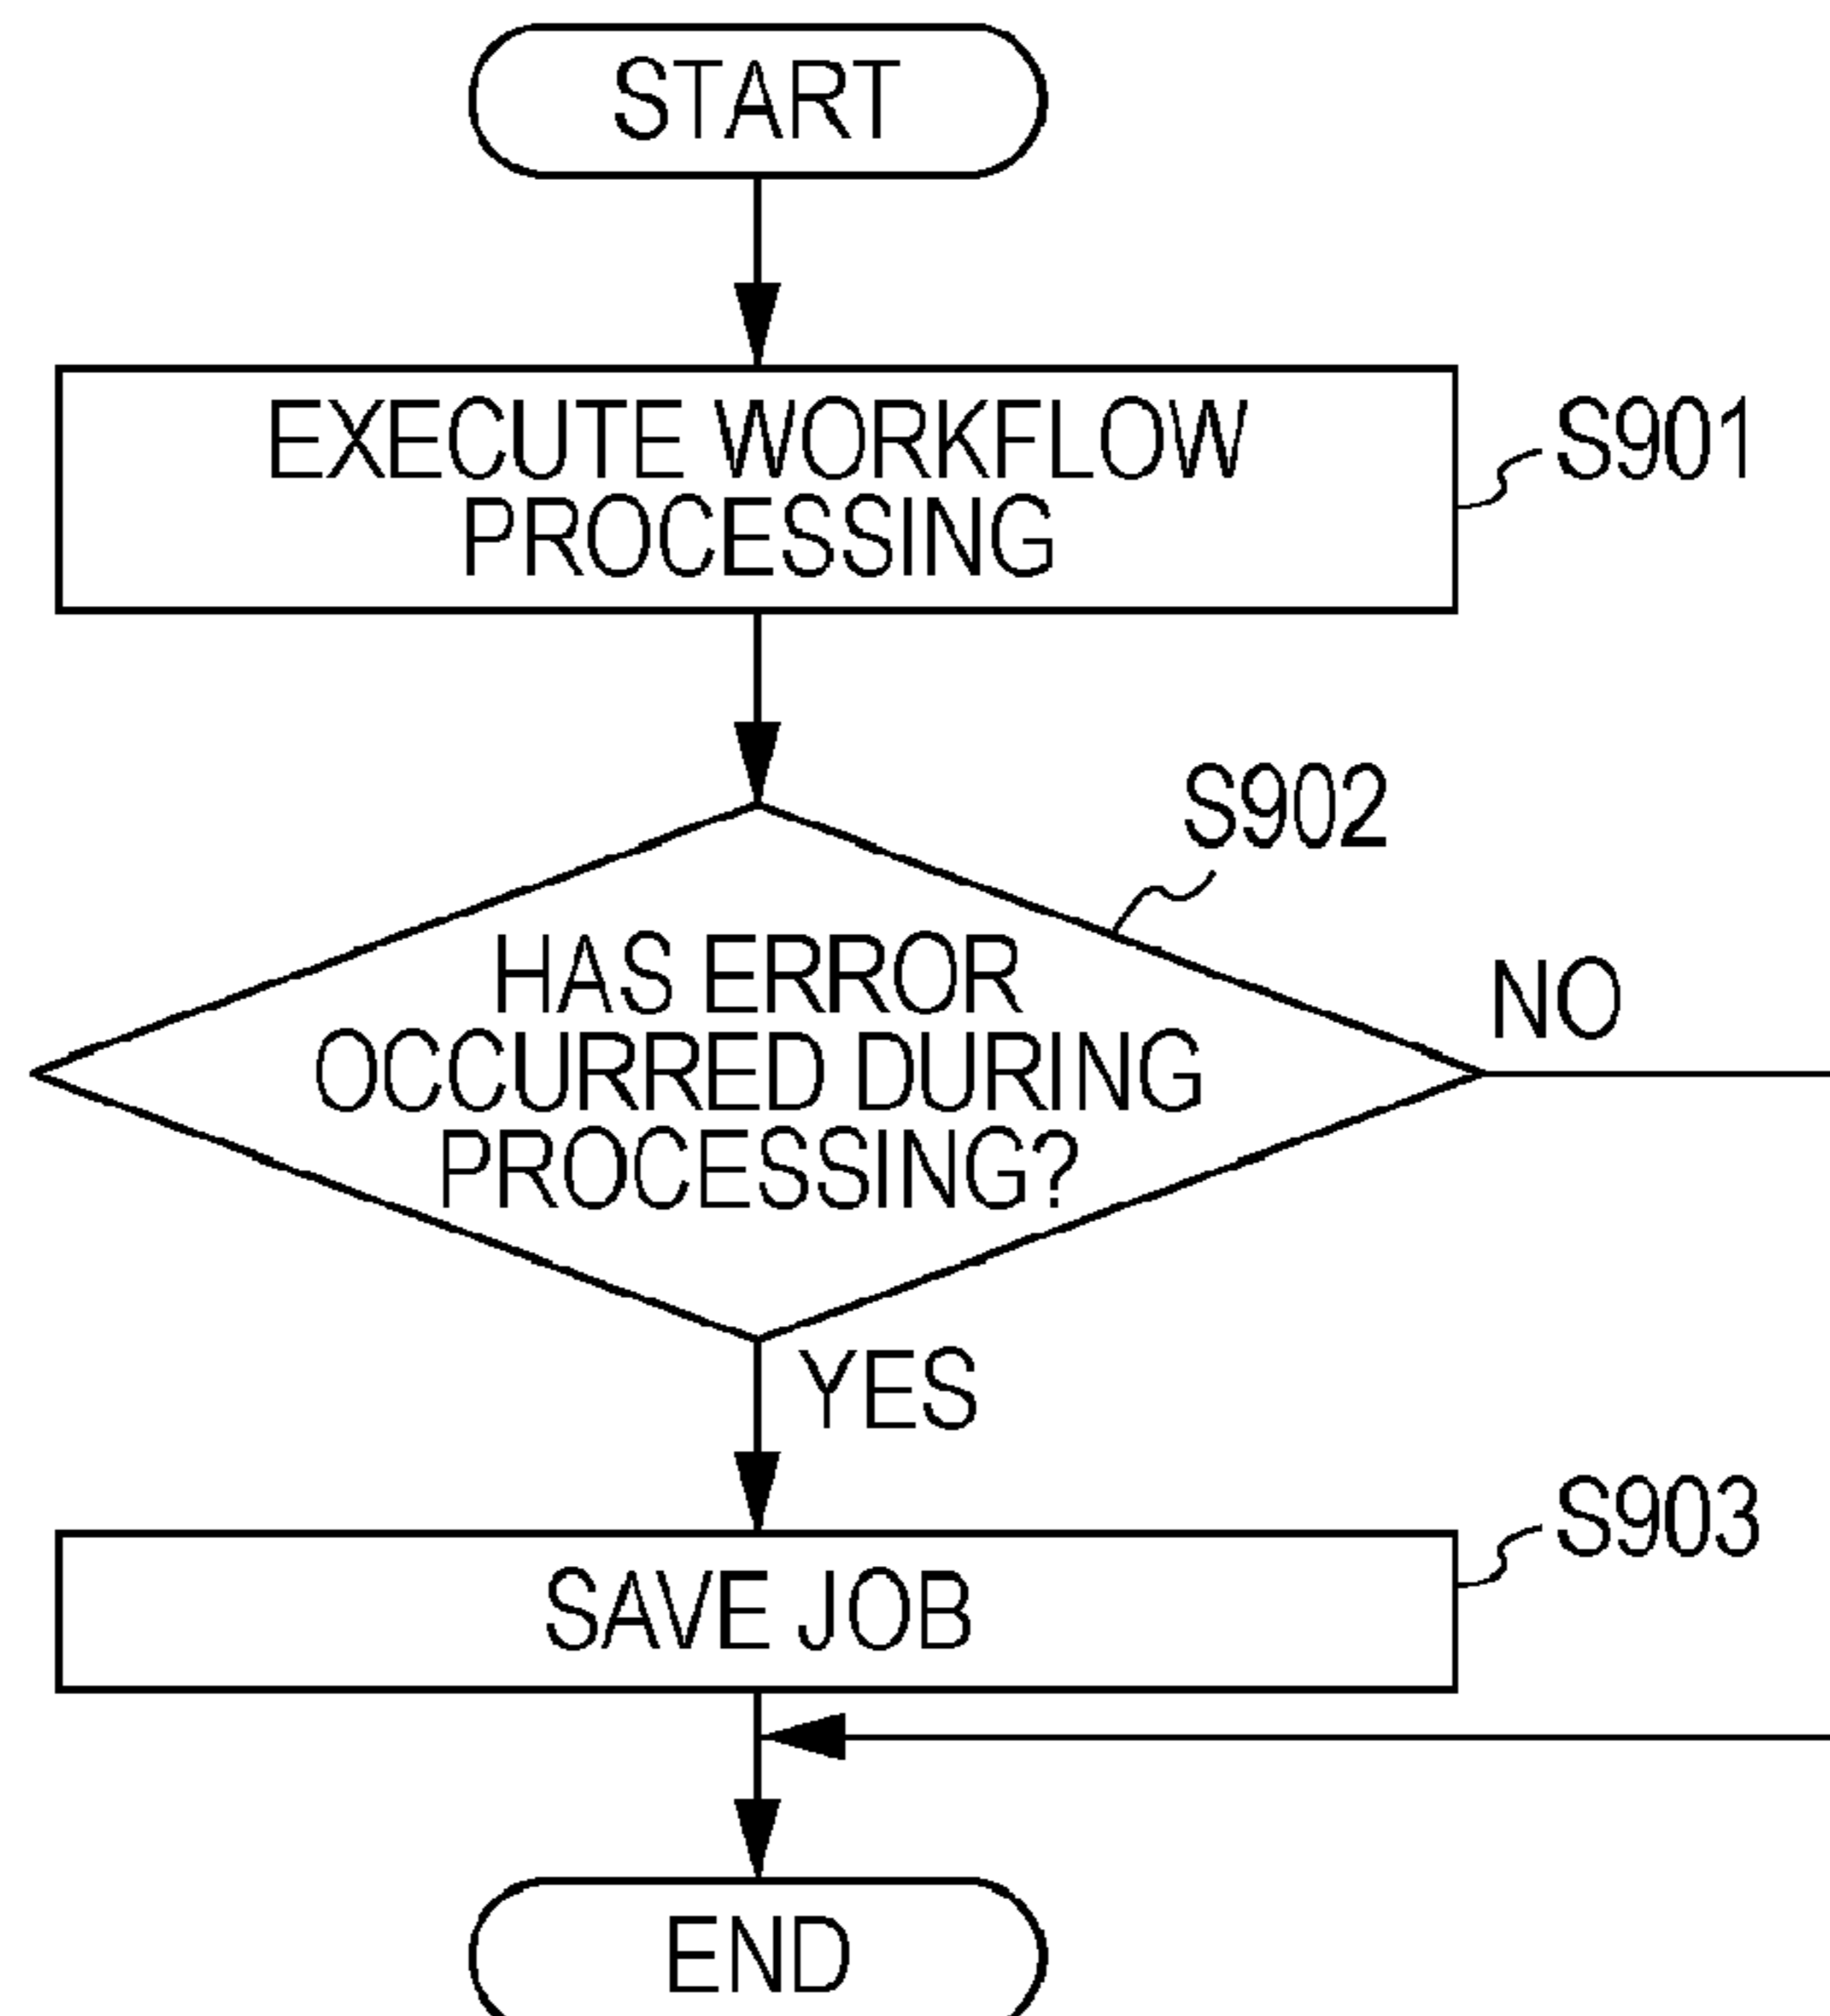 START
EXECUTE WORKFLOW
PROCESSING
S901
S902
HAS ERROR
OCCURRED DURING
PROCESSING?
NO
YES
S903
SAVE JOB
END